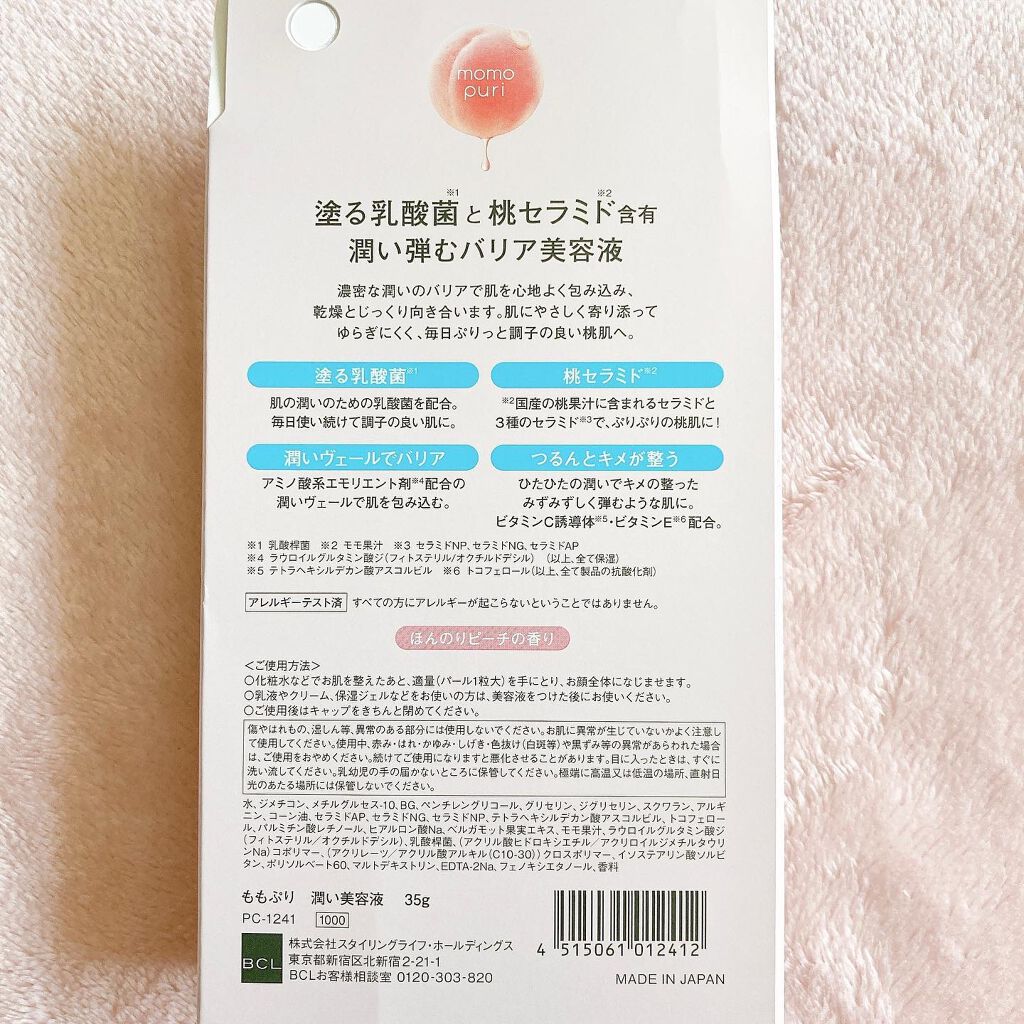 momo
puri
塗る乳酸菌※1と桃セラミド※2含有
潤い弾むバリア美容液
濃密な潤いのバリアで肌を心地よく包み込み、
乾燥とじっくり向き合います。肌にやさしく寄り添って
ゆらぎにくく、毎日ぷりっと調子の良い桃肌へ。
塗る乳酸菌※1
肌の潤いのための乳酸菌を配合。
毎日使い続けて調子の良い肌に。
桃セラミド※2
※2国産の桃果汁に含まれるセラミドと
3種のセラミド※3で、ぷりぷりの桃肌に!
潤いヴェールでバリア
アミノ酸系エモリエント剤※4配合の
潤いヴェールで肌を包み込む。
つるんとキメが整う
ひたひたの潤いでキメの整った
みずみずしく弾むような肌に。
ビタミンC誘導体※5・ビタミンE※6配合。
※1 乳酸桿菌 ※2 モモ果汁 ※3 セラミドNP、セラミドNG、セラミドAP
※4 ラウロイルグルタミン酸ジ(フィトステリル/オクチルドデシル) (以上、全て保湿)
※5 テトラヘキシルデカン酸アスコルビル ※6 トコフェロール(以上、全て製品の抗酸化剤)
アレルギーテスト済 すべての方にアレルギーが起こらないということではありません。
ほんのりピーチの香り
<ご使用方法>
○化粧水などでお肌を整えたあと、適量(パール1粒大)を手にとり、お顔全体になじませます。
○乳液やクリーム、保湿ジェルなどをお使いの方は、美容液をつけた後にお使いください。
○ご使用後はキャップをきちんと閉めてください。
傷やはれもの、湿しん等、異常のある部分には使用しないでください。お肌に異常が生じていないかよく注意し
て使用してください。使用中、赤み・はれ・かゆみ・しげき・色抜け(白斑等)や黒ずみ等の異常があらわれた場合
は、ご使用をおやめください。続けてご使用になりますと悪化させることがあります。目に入ったときは、すぐに
洗い流してください。乳幼児の手の届かないところに保管してください。極端に高温又は低温の場所、直射日
光のあたる場所には保管しないでください。
水、ジメチコン、メチルグルセス-10、BG、ペンチレングリコール、グリセリン、ジグリセリン、スクワラン、アルギ
ニン、コーン油、セラミドAP、セラミドNG、セラミドNP、テトラヘキシルデカン酸アスコルビル、トコフェロー
ル、パルミチン酸レチノール、ヒアルロン酸Na、ベルガモット果実エキス、モモ果汁、ラウロイルグルタミン酸ジ
(フィトステリル/オクチルドデシル)、乳酸桿菌、(アクリル酸ヒドロキシエチル/アクリロイルジメチルタウリ
ンNa)コポリマー、(アクリレーツ/アクリル酸アルキル(C10-30))クロスポリマー、イソステアリン酸ソルビ
タン、ポリソルベート60、マルトデキストリン、EDTA-2Na、フェノキシエタノール、香料
ももぷり 潤い美容液 35g
PC-1241 1000
BCL
株式会社スタイリングライフ・ホールディングス
東京都新宿区北新宿2-21-1
BCLお客様相談室 0120-303-820
4 515061 012412
MADE IN JAPAN